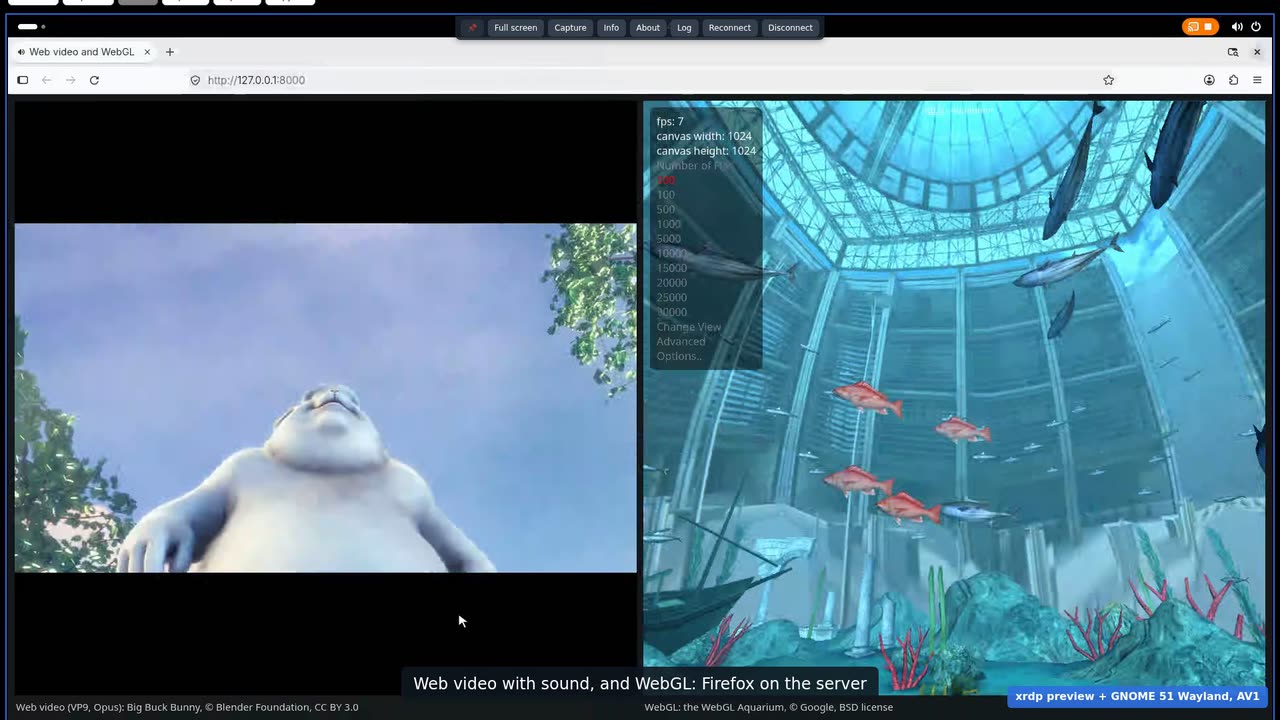 Full screen
Capture
Info
About
Log
Reconnect
Disconnect
Web video and WebGL
http://127.0.0.1:8000
fps: 7
canvas width: 1024
canvas height: 1024
Number of
100
500
1000
5000
10000
15000
20000
25000
30000
Change View
Advanced
Options..
Web video with sound, and WebGL: Firefox on the server
xrdp preview + GNOME 51 Wayland, AV1
Web video (VP9, Opus): Big Buck Bunny, © Blender Foundation, CC BY 3.0
WebGL: the WebGL Aquarium, © Google, BSD license